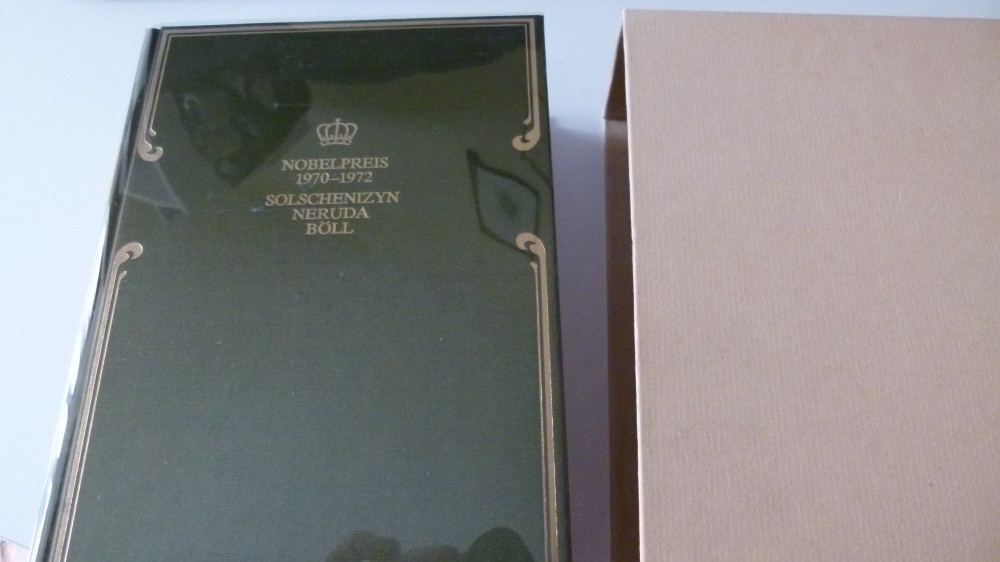 NOBELPREIS
1970–1972
SOLSCHENIZYN
NERUDA
BÖLL